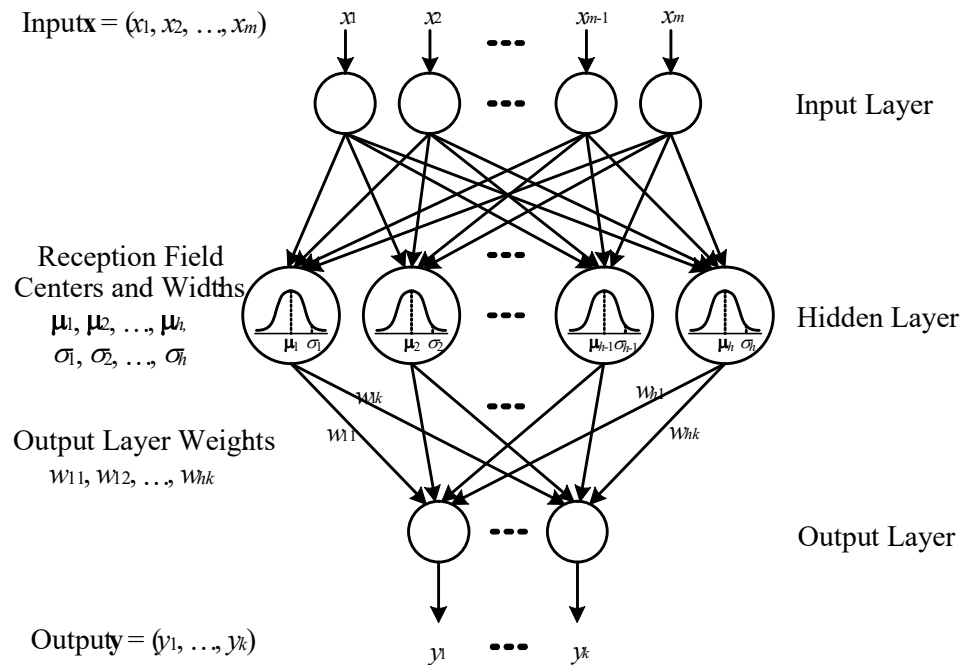 Input x = (x1, x2, …, xm)
x1 x2 xm-1 xm
Input Layer
Reception Field
Centers and Widths
μ1, μ2, …, μh,
σ1, σ2, …, σh
μ1 σ1 μ2 σ2 μh-1 σh-1 μh σh
Hidden Layer
w1k wh1
w11 whk
Output Layer Weights
w11, w12, …, whk
Output Layer
Output y = (y1, …, yk)
y1 yk